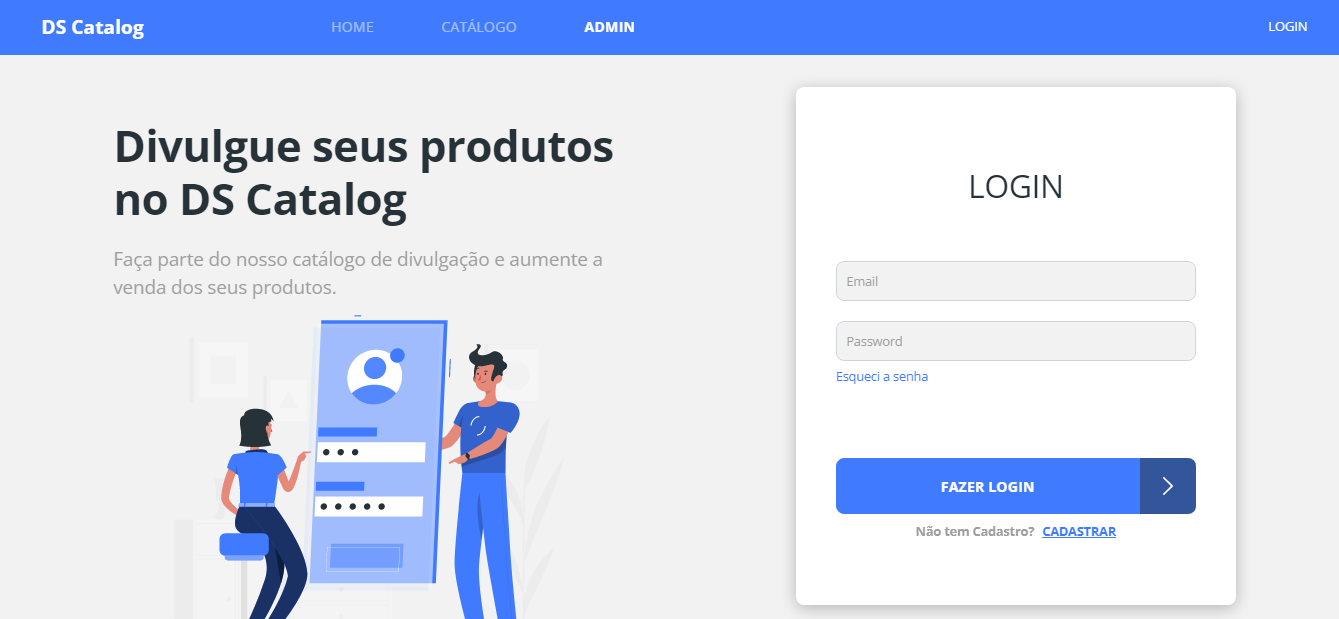 DS Catalog
HOME
CATÁLOGO
ADMIN
LOGIN
Divulgue seus produtos
no DS Catalog
Faça parte do nosso catálogo de divulgação e aumente a
venda dos seus produtos.
LOGIN
Email
Password
Esqueci a senha
FAZER LOGIN
Não tem Cadastro? CADASTRAR